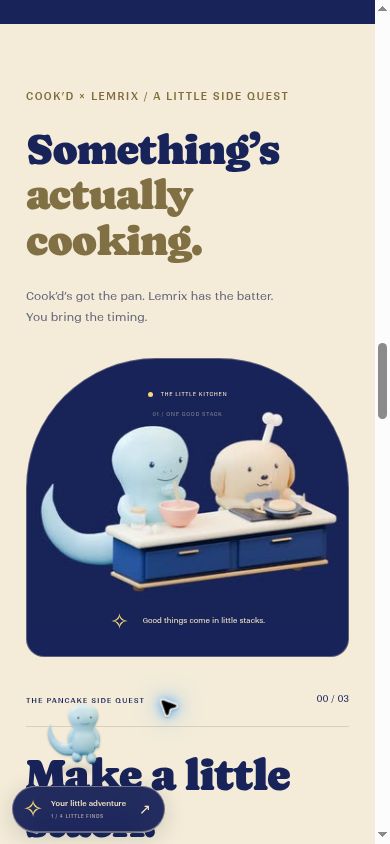 COOK’D × LEMRIX / A LITTLE SIDE QUEST
Something’s
actually
cooking.
Cook’d’s got the pan. Lemrix has the batter.
You bring the timing.
THE LITTLE KITCHEN
01 / ONE GOOD STACK
Good things come in little stacks.
THE PANCAKE SIDE QUEST
00 / 03
Make a little
Your little adventure
1 / 4 LITTLE FINDS